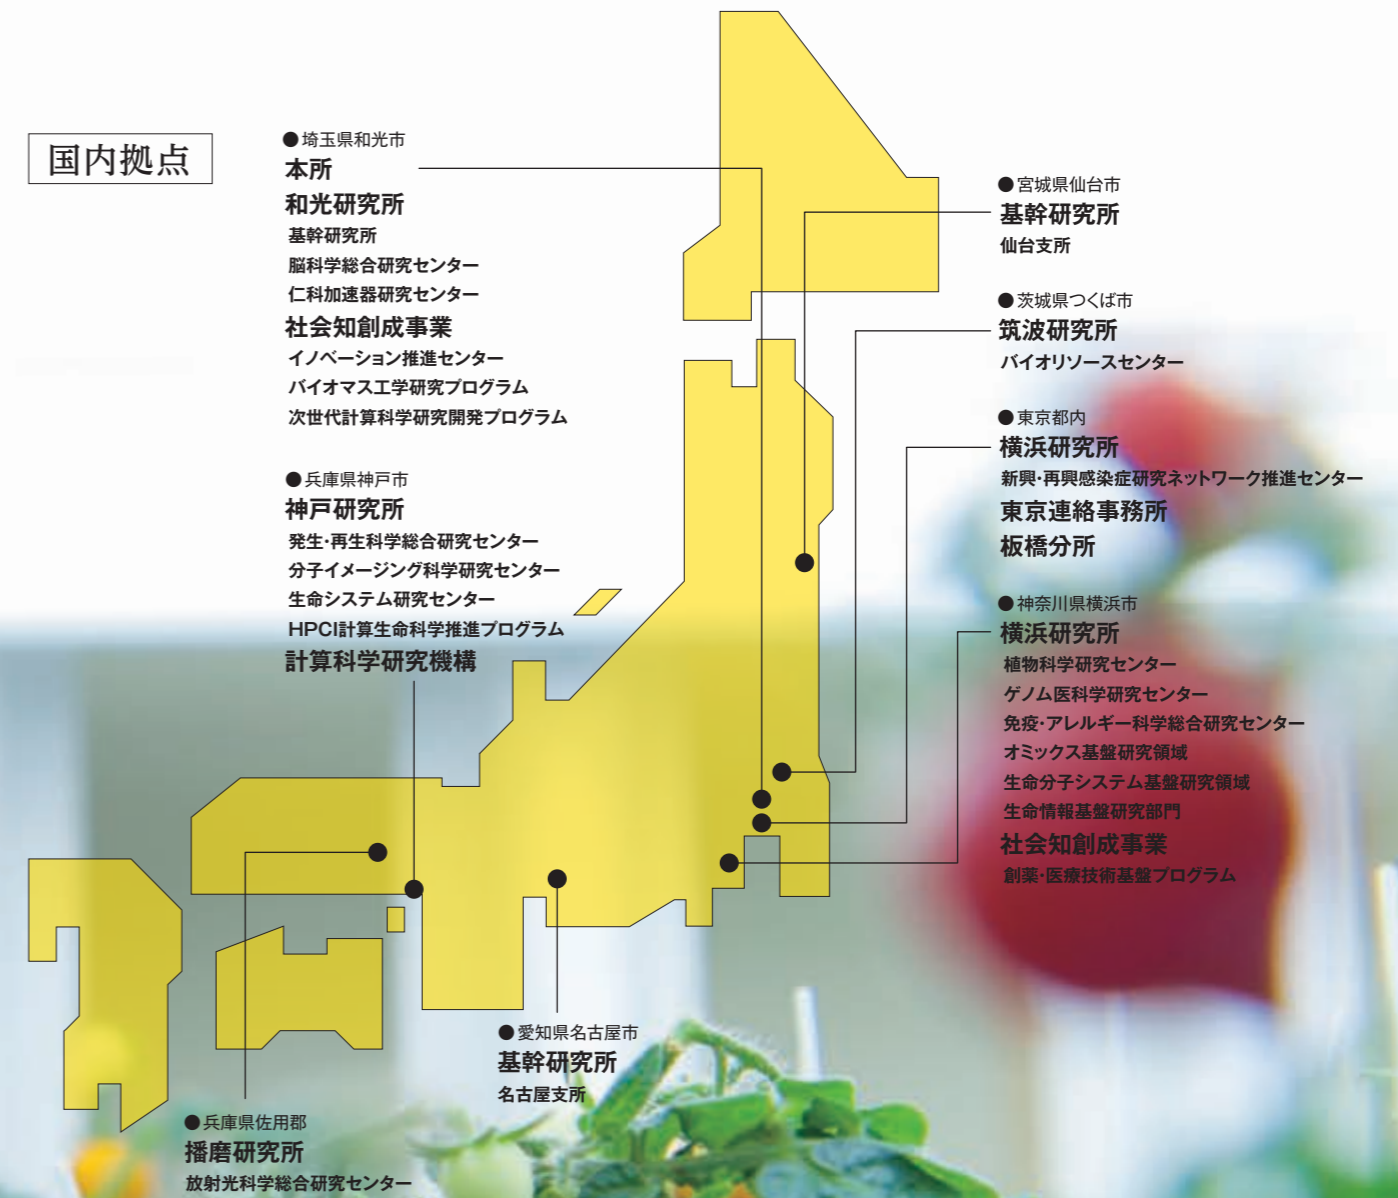 国内拠点
●埼玉県和光市
本所
和光研究所
基幹研究所
脳科学総合研究センター
仁科加速器研究センター
社会知創成事業
イノベーション推進センター
バイオマス工学研究プログラム
次世代計算科学研究開発プログラム
●兵庫県神戸市
神戸研究所
発生・再生科学総合研究センター
分子イメージング科学研究センター
生命システム研究センター
HPCI計算生命科学推進プログラム
計算科学研究機構
●宮城県仙台市
基幹研究所
仙台支所
●茨城県つくば市
筑波研究所
バイオリソースセンター
●東京都内
横浜研究所
新興・再興感染症研究ネットワーク推進センター
東京連絡事務所
板橋分所
●神奈川県横浜市
横浜研究所
植物科学研究センター
ゲノム医科学研究センター
免疫・アレルギー科学総合研究センター
オミックス基盤研究領域
生命分子システム基盤研究領域
生命情報基盤研究部門
社会知創成事業
創薬・医療技術基盤プログラム
●愛知県名古屋市
基幹研究所
名古屋支所
●兵庫県佐用郡
播磨研究所
放射光科学総合研究センター